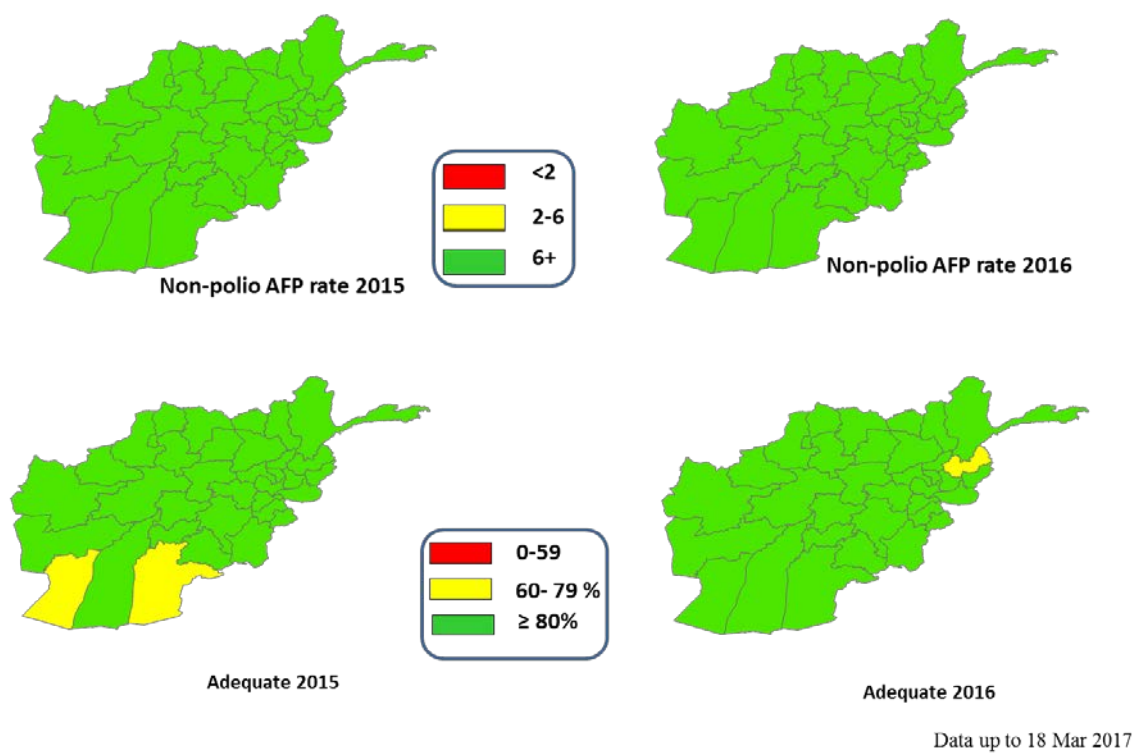 <2
2-6
6+
Non-polio AFP rate 2015
Non-polio AFP rate 2016
0-59
60- 79 %
≥ 80%
Adequate 2015
Adequate 2016
Data up to 18 Mar 2017